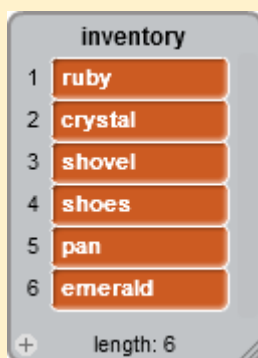 inventory
1 ruby
2 crystal
3 shovel
4 shoes
5 pan
6 emerald
+ length: 6